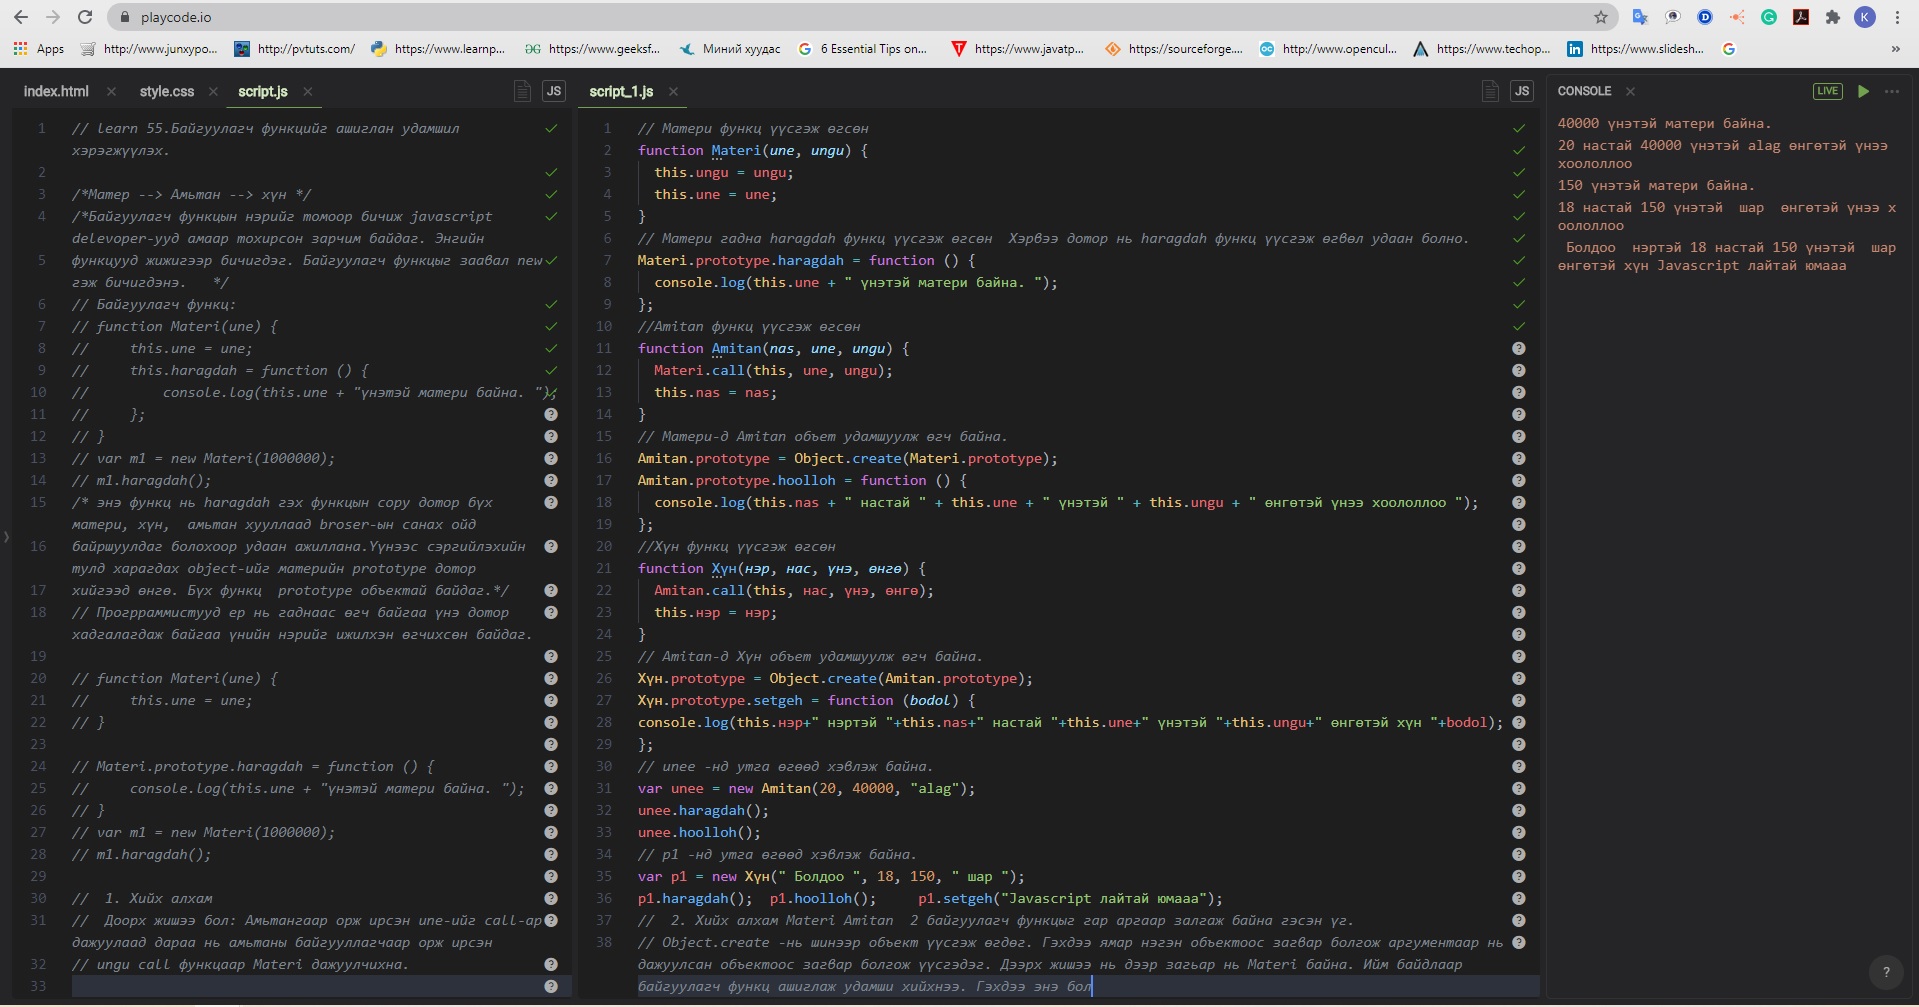 playcode.io
Apps http://www.junxypo... http://pvtuts.com/ https://www.learnp... https://www.geeksf... Миний хуудас 6 Essential Tips on... https://www.javatp... https://sourceforge.... http://www.opencul... https://www.techop... https://www.slidesh... »
index.html style.css script.js JS
1 // learn 55.Байгуулагч функцийг ашиглан удамшил
хэрэгжүүлэх.
2
3 /*Матер --> Амьтан --> хүн */
4 /*Байгуулагч функцын нэрийг томоор бичиж javascript
delevoper-ууд амаар тохирсон зарчим байдаг. Энгийн
5 функцууд жижигээр бичигдэг. Байгуулагч функцыг заавал new
гэж бичигдэнэ. */
6 // Байгуулагч функц:
7 // function Materi(une) {
8 // this.une = une;
9 // this.haragdah = function () {
10 // console.log(this.une + "үнэтэй матери байна. ");
11 // };
12 // }
13 // var m1 = new Materi(1000000);
14 // m1.haragdah();
15 /* энэ функц нь haragdah гэх функцын сору дотор бүх
матери, хүн, амьтан хууллаад broser-ын санах ойд
16 байршуулдаг болохоор удаан ажиллана.Үүнээс сэргийлэхийн
тулд харагдах object-ийг материйн prototype дотор
17 хийгээд өнгө. Бүх функц prototype объектай байдаг.*/
18 // Прогрраммистууд ер нь гаднаас өгч байгаа үнэ дотор
хадгалагдаж байгаа үнийн нэрийг ижилхэн өгчихсөн байдаг.
19
20 // function Materi(une) {
21 // this.une = une;
22 // }
23
24 // Materi.prototype.haragdah = function () {
25 // console.log(this.une + "үнэтэй матери байна. ");
26 // }
27 // var m1 = new Materi(1000000);
28 // m1.haragdah();
29
30 // 1. Хийх алхам
31 // Доорх жишээ бол: Амьтангаар орж ирсэн une-ийг call-ар
дажуулаад дараа нь амьтаны байгууллагчаар орж ирсэн
32 // ungu call функцаар Materi дажуулчихна.
33
script_1.js JS
1 // Матери функц үүсгэж өгсөн
2 function Materi(une, ungu) {
3 this.ungu = ungu;
4 this.une = une;
5 }
6 // Матери гадна haragdah функц үүсгэж өгсөн Хэрвээ дотор нь haragdah функц үүсгэж өгвөл удаан болно.
7 Materi.prototype.haragdah = function () {
8 console.log(this.une + " үнэтэй матери байна. ");
9 };
10 //Amitan функц үүсгэж өгсөн
11 function Amitan(nas, une, ungu) {
12 Materi.call(this, une, ungu);
13 this.nas = nas;
14 }
15 // Матери-д Amitan объет удамшуулж өгч байна.
16 Amitan.prototype = Object.create(Materi.prototype);
17 Amitan.prototype.hoolloh = function () {
18 console.log(this.nas + " настай " + this.une + " үнэтэй " + this.ungu + " өнгөтэй үнээ хоололлоо ");
19 };
20 //Хүн функц үүсгэж өгсөн
21 function Хүн(нэр, нас, үнэ, өнгө) {
22 Amitan.call(this, нас, үнэ, өнгө);
23 this.нэр = нэр;
24 }
25 // Amitan-д Хүн объет удамшуулж өгч байна.
26 Хүн.prototype = Object.create(Amitan.prototype);
27 Хүн.prototype.setgeh = function (bodol) {
28 console.log(this.нэр+" нэртэй "+this.nas+" настай "+this.une+" үнэтэй "+this.ungu+" өнгөтэй хүн "+bodol);
29 };
30 // unee -нд утга өгөөд хэвлэж байна.
31 var unee = new Amitan(20, 40000, "alag");
32 unee.haragdah();
33 unee.hoolloh();
34 // p1 -нд утга өгөөд хэвлэж байна.
35 var p1 = new Хүн(" Болдоо ", 18, 150, " шар ");
36 p1.haragdah(); p1.hoolloh(); p1.setgeh("Javascript лайтай юмааа");
37 // 2. Хийх алхам Materi Amitan 2 байгуулагч функцыг гар аргаар залгаж байна гэсэн үг.
38 // Object.create -нь шинээр объект үүсгэж өгдөг. Гэхдээ ямар нэгэн объектоос загвар болгож аргументаар нь
дажуулсан объектоос загвар болгож үүсгэдэг. Дээрх жишээ нь дээр загьар нь Materi байна. Ийм байдлаар
байгуулагч функц ашиглаж удамши хийхнээ. Гэхдээ энэ бол
CONSOLE LIVE
40000 үнэтэй матери байна.
20 настай 40000 үнэтэй alag өнгөтэй үнээ
хоололлоо
150 үнэтэй матери байна.
18 настай 150 үнэтэй шар өнгөтэй үнээ х
оололлоо
Болдоо нэртэй 18 настай 150 үнэтэй шар
өнгөтэй хүн Javascript лайтай юмааа